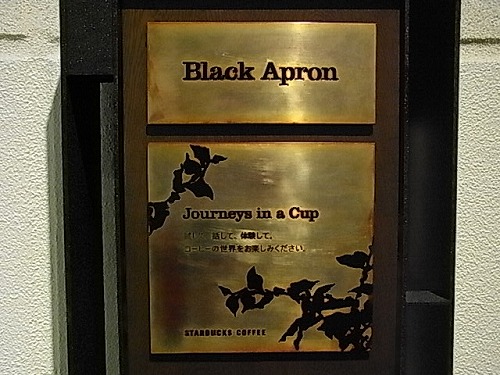 Black Apron
Journeys in a Cup
話して、体験して、
コーヒーの世界をお楽しみください。
STARBUCKS COFFEE